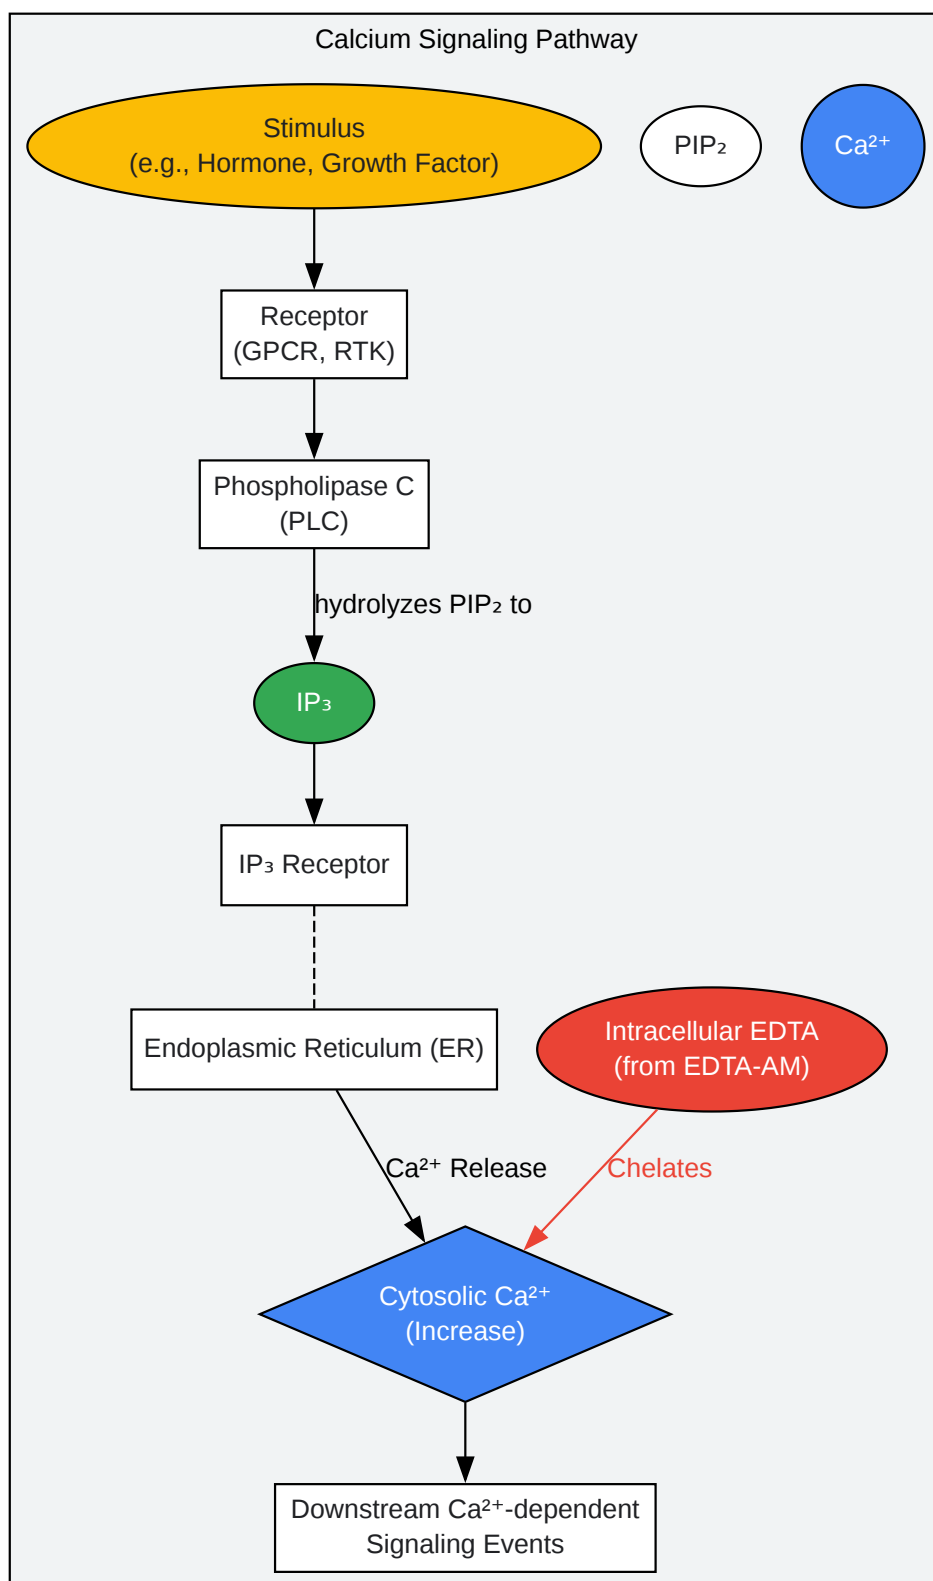 Calcium Signaling Pathway
Stimulus
(e.g., Hormone, Growth Factor)
PIP₂
Ca²⁺
Receptor
(GPCR, RTK)
Phospholipase C
(PLC)
hydrolyzes PIP₂ to
IP₃
IP₃ Receptor
Endoplasmic Reticulum (ER)
Intracellular EDTA
(from EDTA-AM)
Ca²⁺ Release
Chelates
Cytosolic Ca²⁺
(Increase)
Downstream Ca²⁺-dependent
Signaling Events